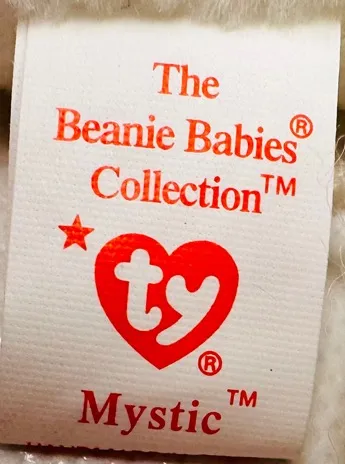 The
Beanie Babies®
Collection™
ty®
Mystic™